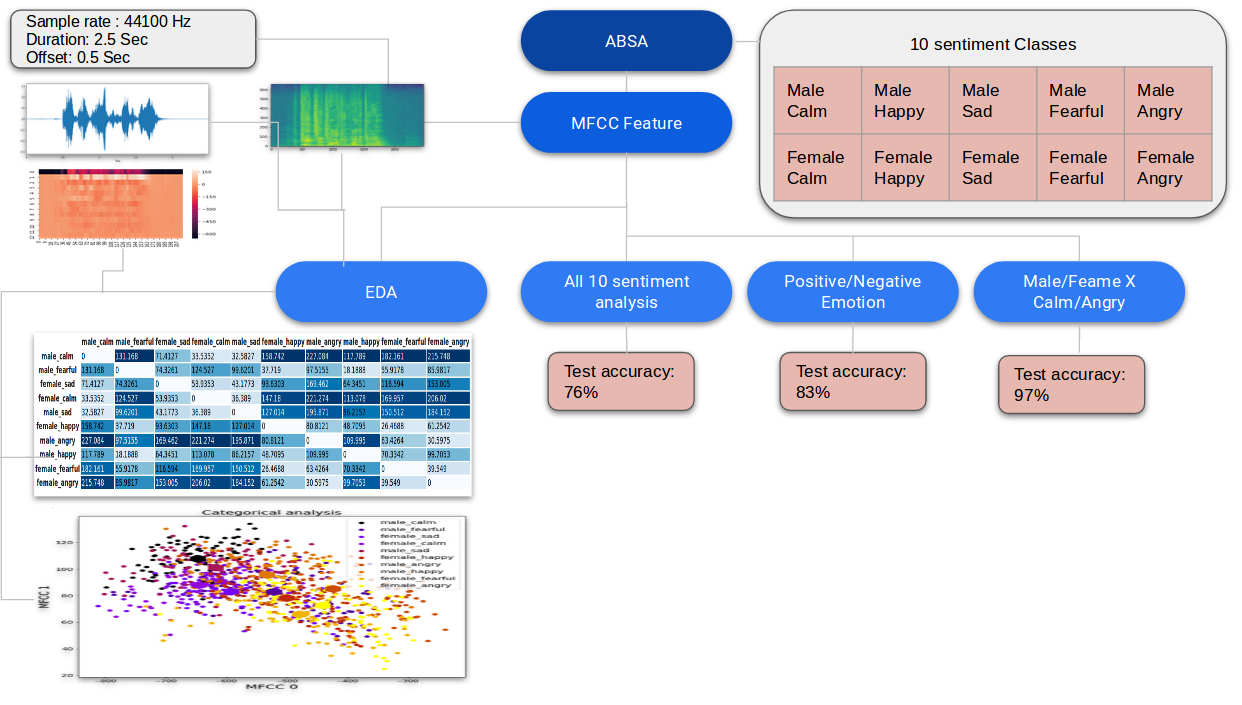 Sample rate : 44100 Hz
Duration: 2.5 Sec
Offset: 0.5 Sec
ABSA
MFCC Feature
10 sentiment Classes
Male Calm
Male Happy
Male Sad
Male Fearful
Male Angry
Female Calm
Female Happy
Female Sad
Female Fearful
Female Angry
EDA
All 10 sentiment
analysis
Positive/Negative
Emotion
Male/Feame X
Calm/Angry
Test accuracy:
76%
Test accuracy:
83%
Test accuracy:
97%
male_calm male_fearful female_sad female_calm male_sad female_happy male_angry male_happy female_fearful female_angry
male_calm 0 131.168 71.4127 33.5352 32.5827 158.742 227.084 117.789 182.161 215.748
male_fearful 131.168 0 74.3261 124.527 99.6201 37.719 97.5155 18.1888 55.9178 85.9817
female_sad 71.4127 74.3261 0 53.9353 43.1773 93.6303 169.462 64.3451 116.594 153.005
female_calm 33.5352 124.527 53.9353 0 36.389 147.18 221.274 113.078 169.957 206.02
male_sad 32.5827 99.6201 43.1773 36.389 0 127.014 195.871 86.2157 150.512 184.152
female_happy 158.742 37.719 93.6303 147.18 127.014 0 80.8121 48.7095 26.4688 61.2542
male_angry 227.084 97.5155 169.462 221.274 195.871 80.8121 0 109.995 63.4264 30.5975
male_happy 117.789 18.1888 64.3451 113.078 86.2157 48.7095 109.995 0 70.3342 99.7053
female_fearful 182.161 55.9178 116.594 169.957 150.512 26.4688 63.4264 70.3342 0 39.549
female_angry 215.748 85.9817 153.005 206.02 184.152 61.2542 30.5975 99.7053 39.549 0
Categorical analysis
male_calm
male_fearful
female_sad
female_calm
male_sad
female_happy
male_angry
male_happy
female_fearful
female_angry
MFCC 1
120
100
80
60
40
20
-800 -700 -600 -500 -400 -300
MFCC 0